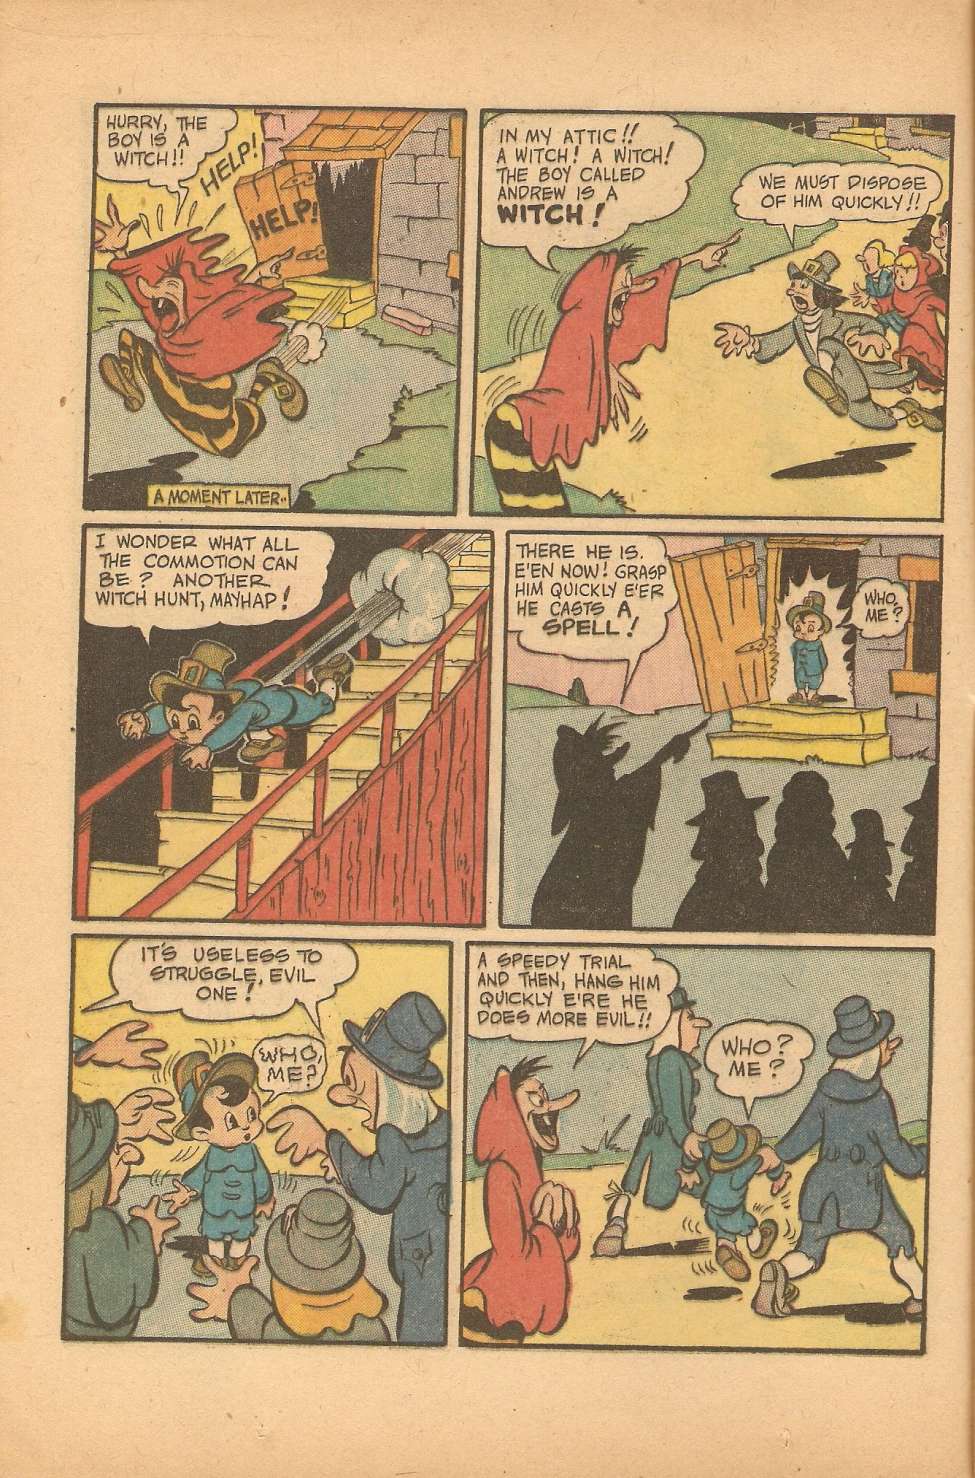 HURRY, THE
BOY IS A
WITCH!!
HELP!
HELP!
A MOMENT LATER..
IN MY ATTIC!!
A WITCH! A WITCH!
THE BOY CALLED
ANDREW IS A
WITCH!
WE MUST DISPOSE
OF HIM QUICKLY!!
I WONDER WHAT ALL
THE COMMOTION CAN
BE? ANOTHER
WITCH HUNT, MAYHAP!
THERE HE IS.
E'EN NOW! GRASP
HIM QUICKLY E'ER
HE CASTS A
SPELL!
WHO,
ME?
IT'S USELESS TO
STRUGGLE, EVIL
ONE!
WHO,
ME?
A SPEEDY TRIAL
AND THEN, HANG HIM
QUICKLY E'RE HE
DOES MORE EVIL!!
WHO?
ME?